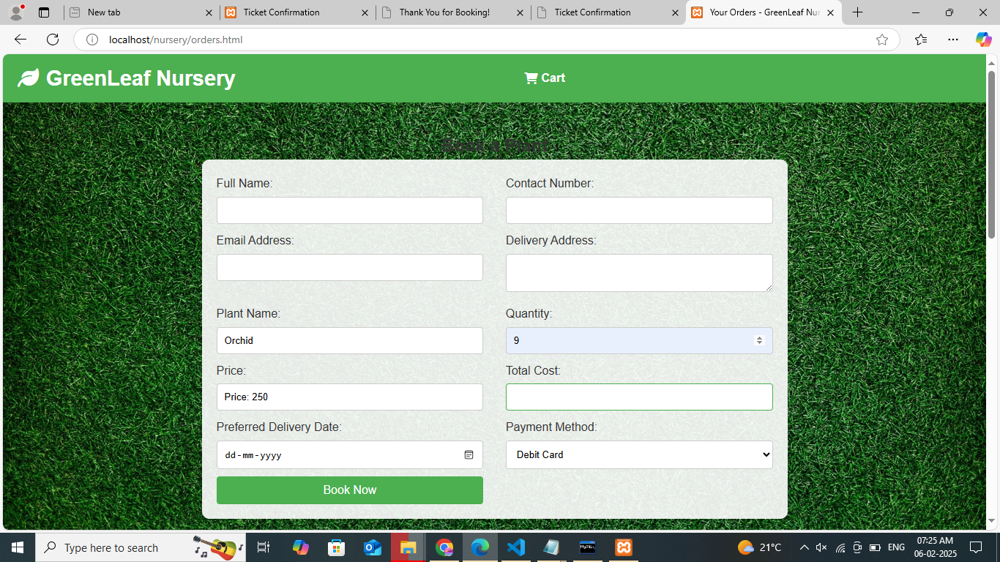 New tab
Ticket Confirmation
Thank You for Booking!
Ticket Confirmation
Your Orders - GreenLeaf Nur
localhost/nursery/orders.html
GreenLeaf Nursery
Cart
Book a Plant
Full Name:
Contact Number:
Email Address:
Delivery Address:
Plant Name:
Quantity:
Orchid
9
Price:
Total Cost:
Price: 250
Preferred Delivery Date:
Payment Method:
dd-mm-yyyy
Debit Card
Book Now
Type here to search
21°C
ENG
07:25 AM
06-02-2025